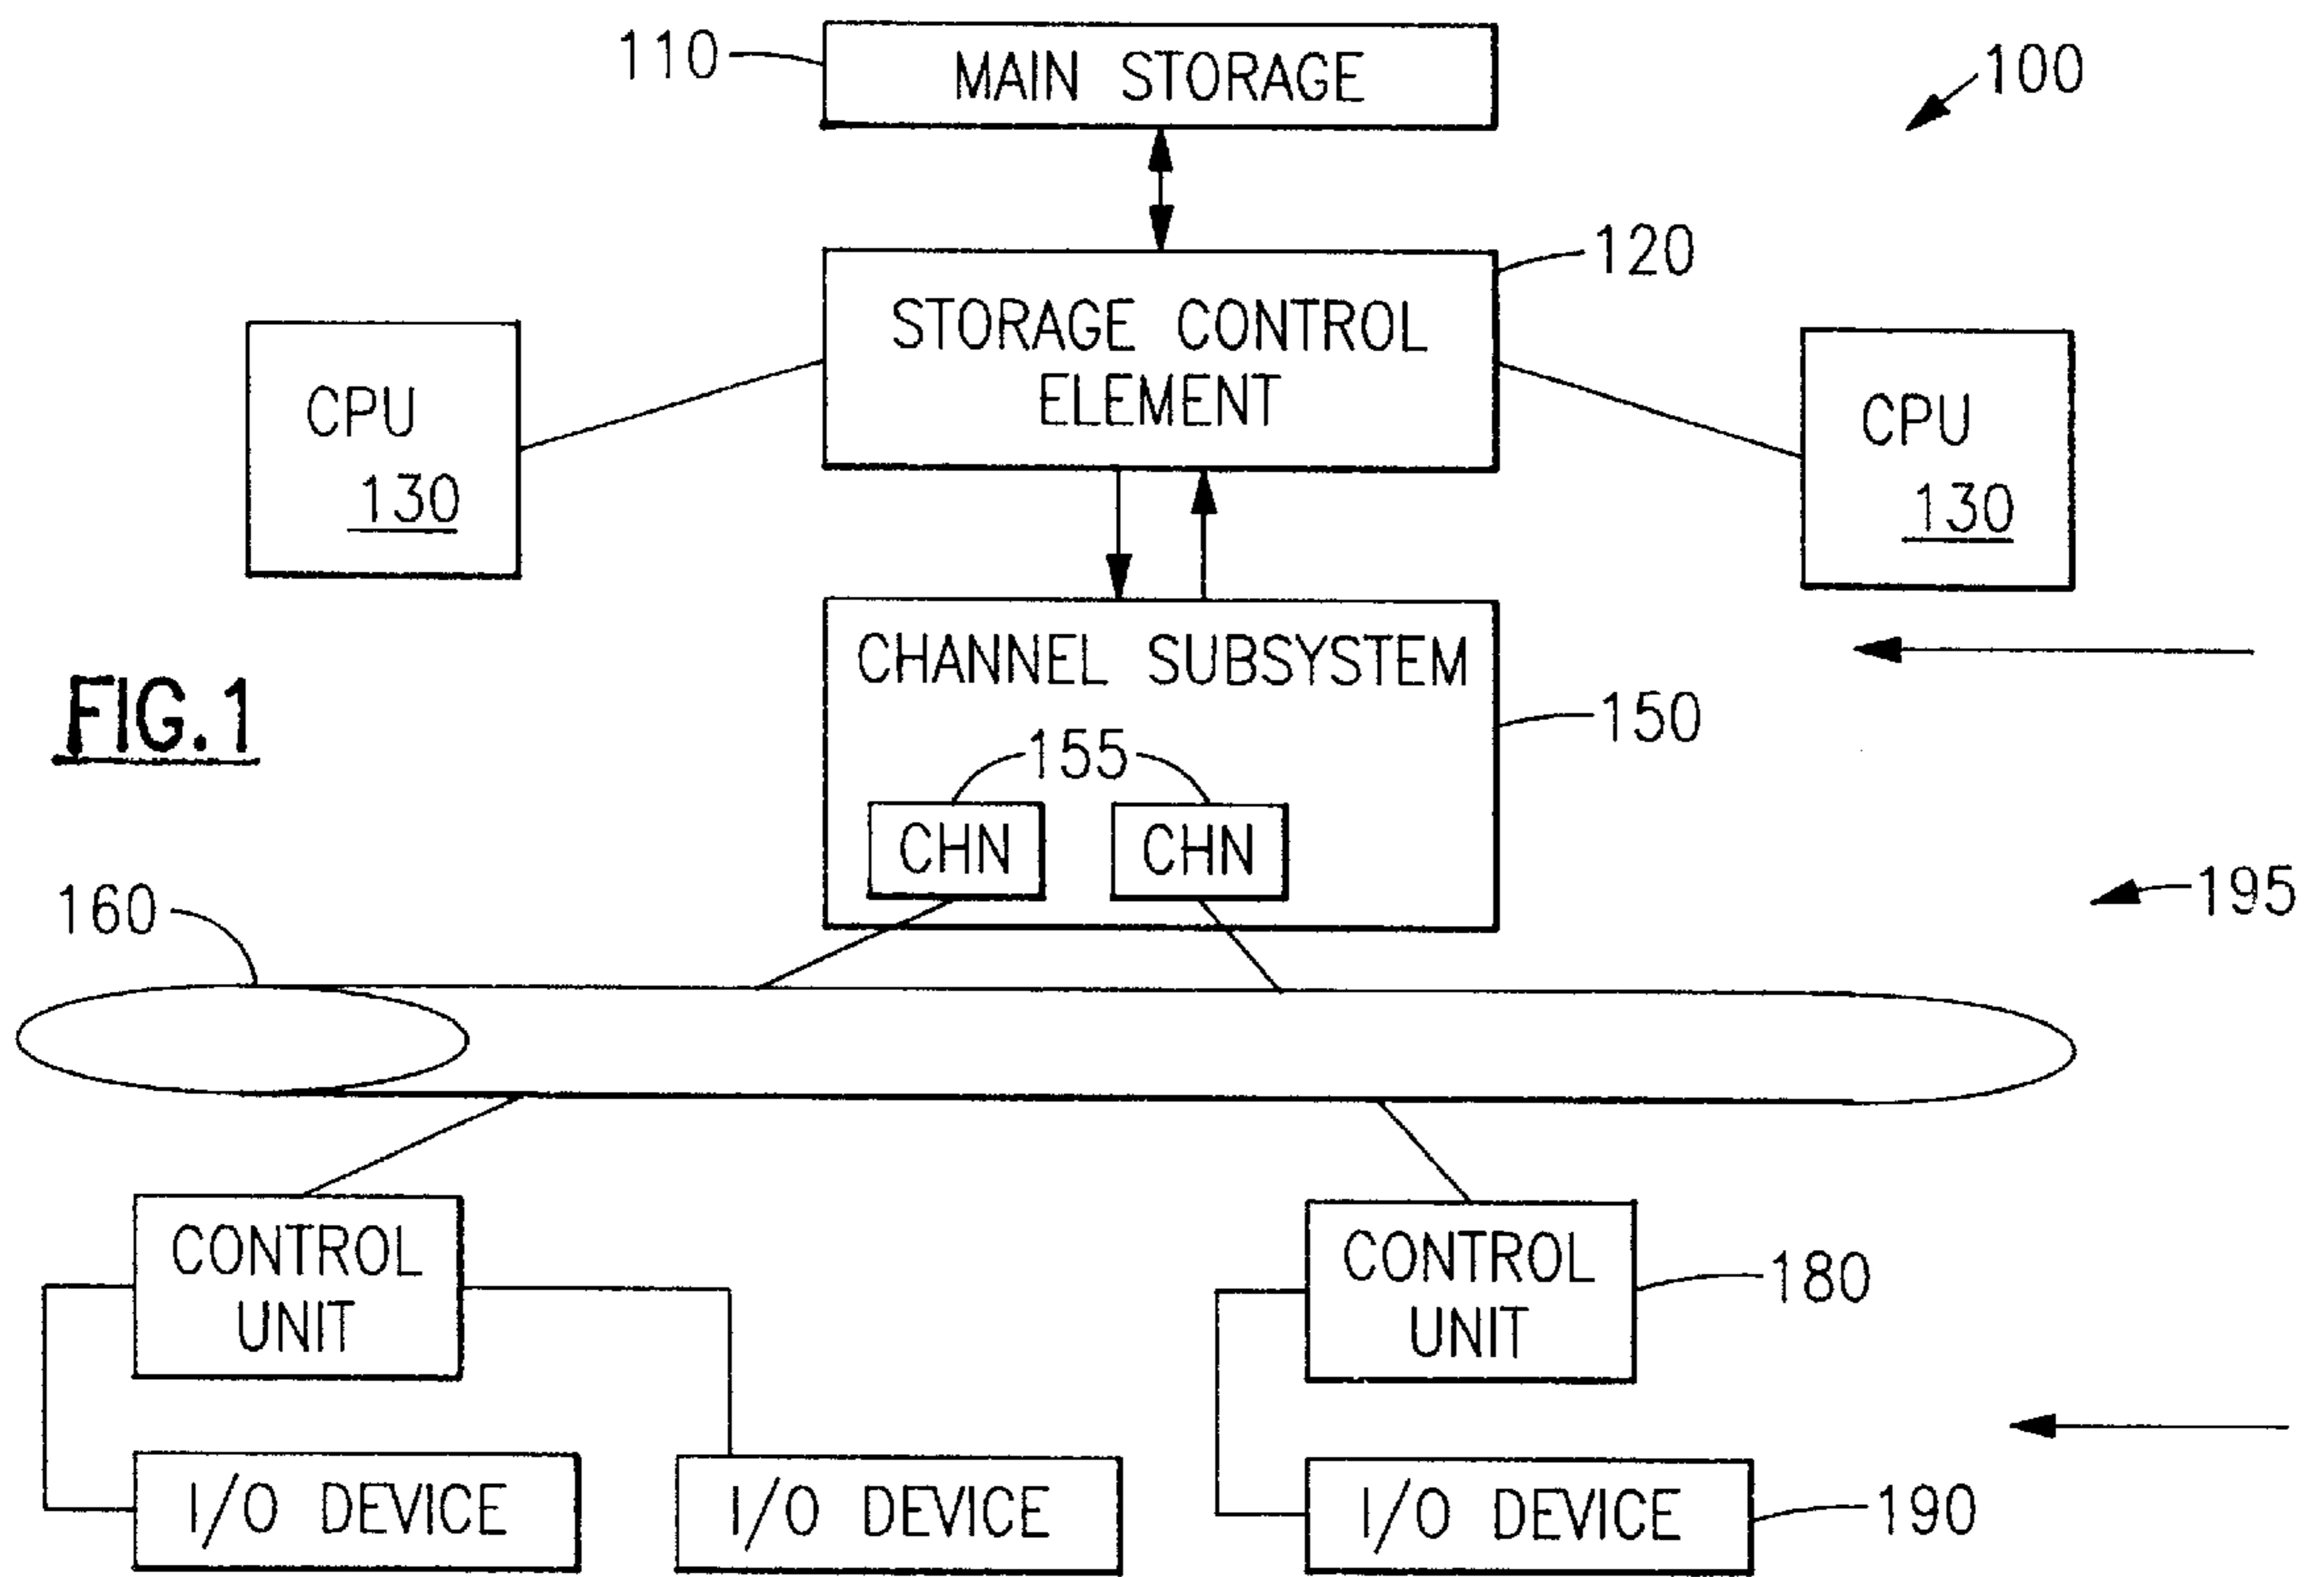 110
MAIN STORAGE
100
120
STORAGE CONTROL
ELEMENT
CPU
130
CPU
130
CHANNEL SUBSYSTEM
150
FIG.1
155
CHN
CHN
160
195
CONTROL
UNIT
CONTROL
UNIT
180
I/O DEVICE
I/O DEVICE
I/O DEVICE
190